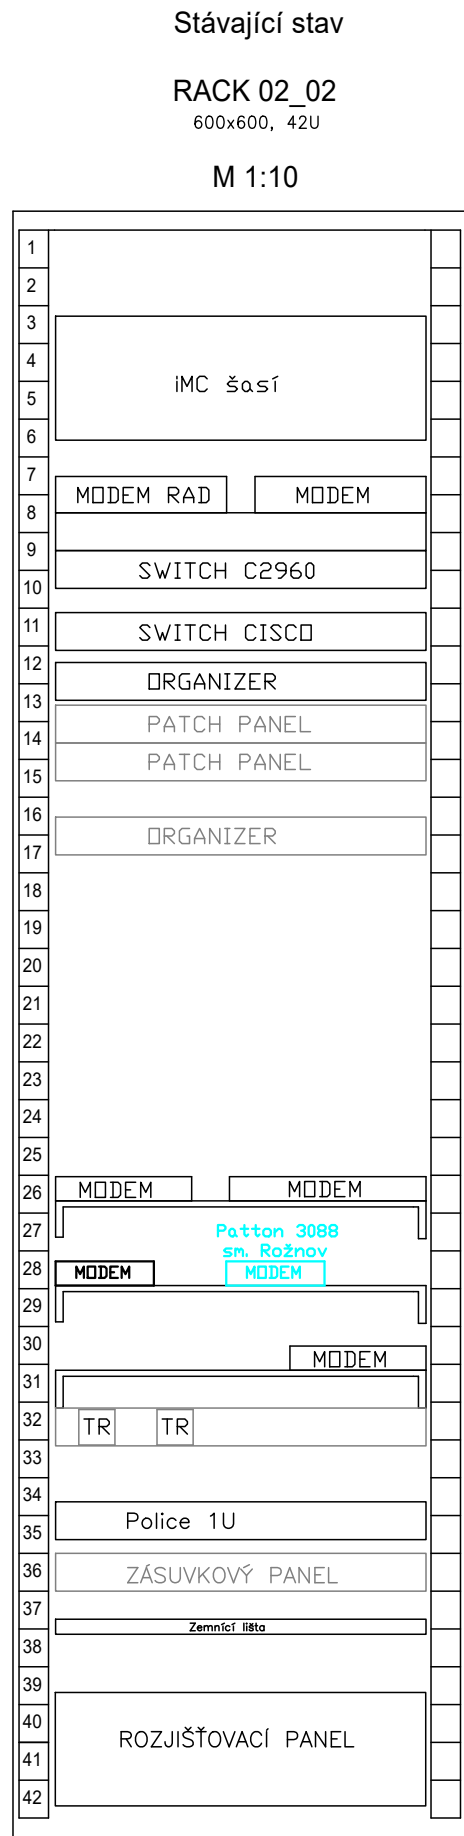 Stávající stav
RACK 02_02
600x600, 42U
M 1:10
1
2
3
4
iMC šasí
5
6
7
MODEM RAD MODEM
8
9
SWITCH C2960
10
11
SWITCH CISCO
12
ORGANIZER
13
PATCH PANEL
14
PATCH PANEL
15
16
ORGANIZER
17
18
19
20
21
22
23
24
25
26
MODEM MODEM
27
Patton 3088
sm. Rožnov
28
MODEM MODEM
29
30
MODEM
31
32
TR TR
33
34
Police 1U
35
36
ZÁSUVKOVÝ PANEL
37
Zemnící lišta
38
39
40
ROZJIŠŤOVACÍ PANEL
41
42